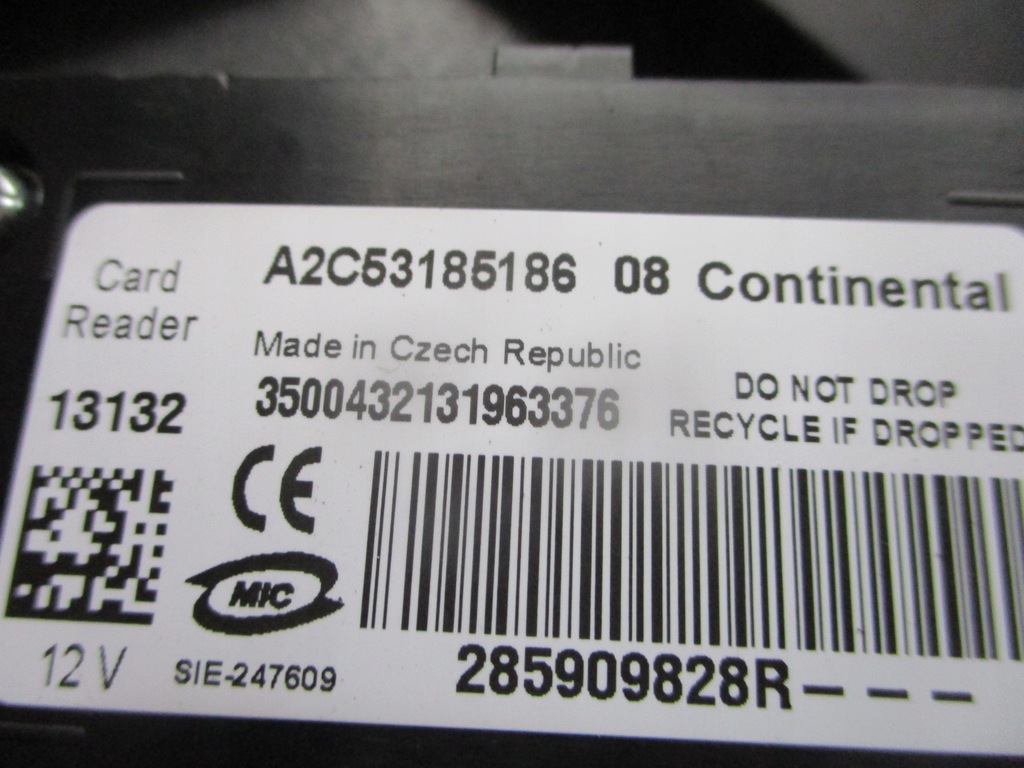 Card
Reader
A2C53185186 08 Continental
Made in Czech Republic
3500432131963376
DO NOT DROP
RECYCLE IF DROPPED
13132
CE
MIC
12 V
SIE-247609
285909828R– – –